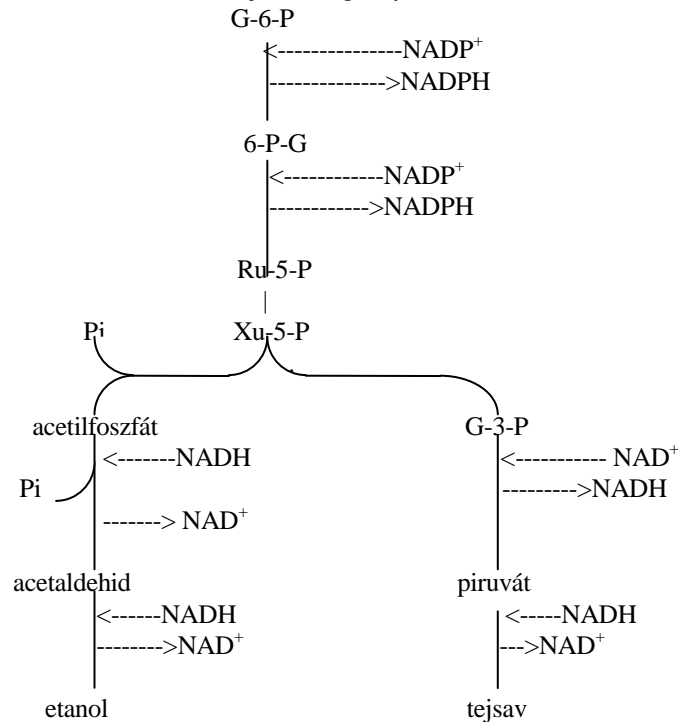 G-6-P
<----------------NADP⁺
-------------->NADPH
6-P-G
<--------------NADP⁺
------------>NADPH
Ru-5-P
|
Pi Xu-5-P
acetilfoszfát G-3-P
<-------NADH <------------ NAD⁺
Pi --------->NADH
-------> NAD⁺
acetaldehid piruvát
<-------NADH <-----NADH
-------->NAD⁺ --->NAD⁺
etanol tejsav